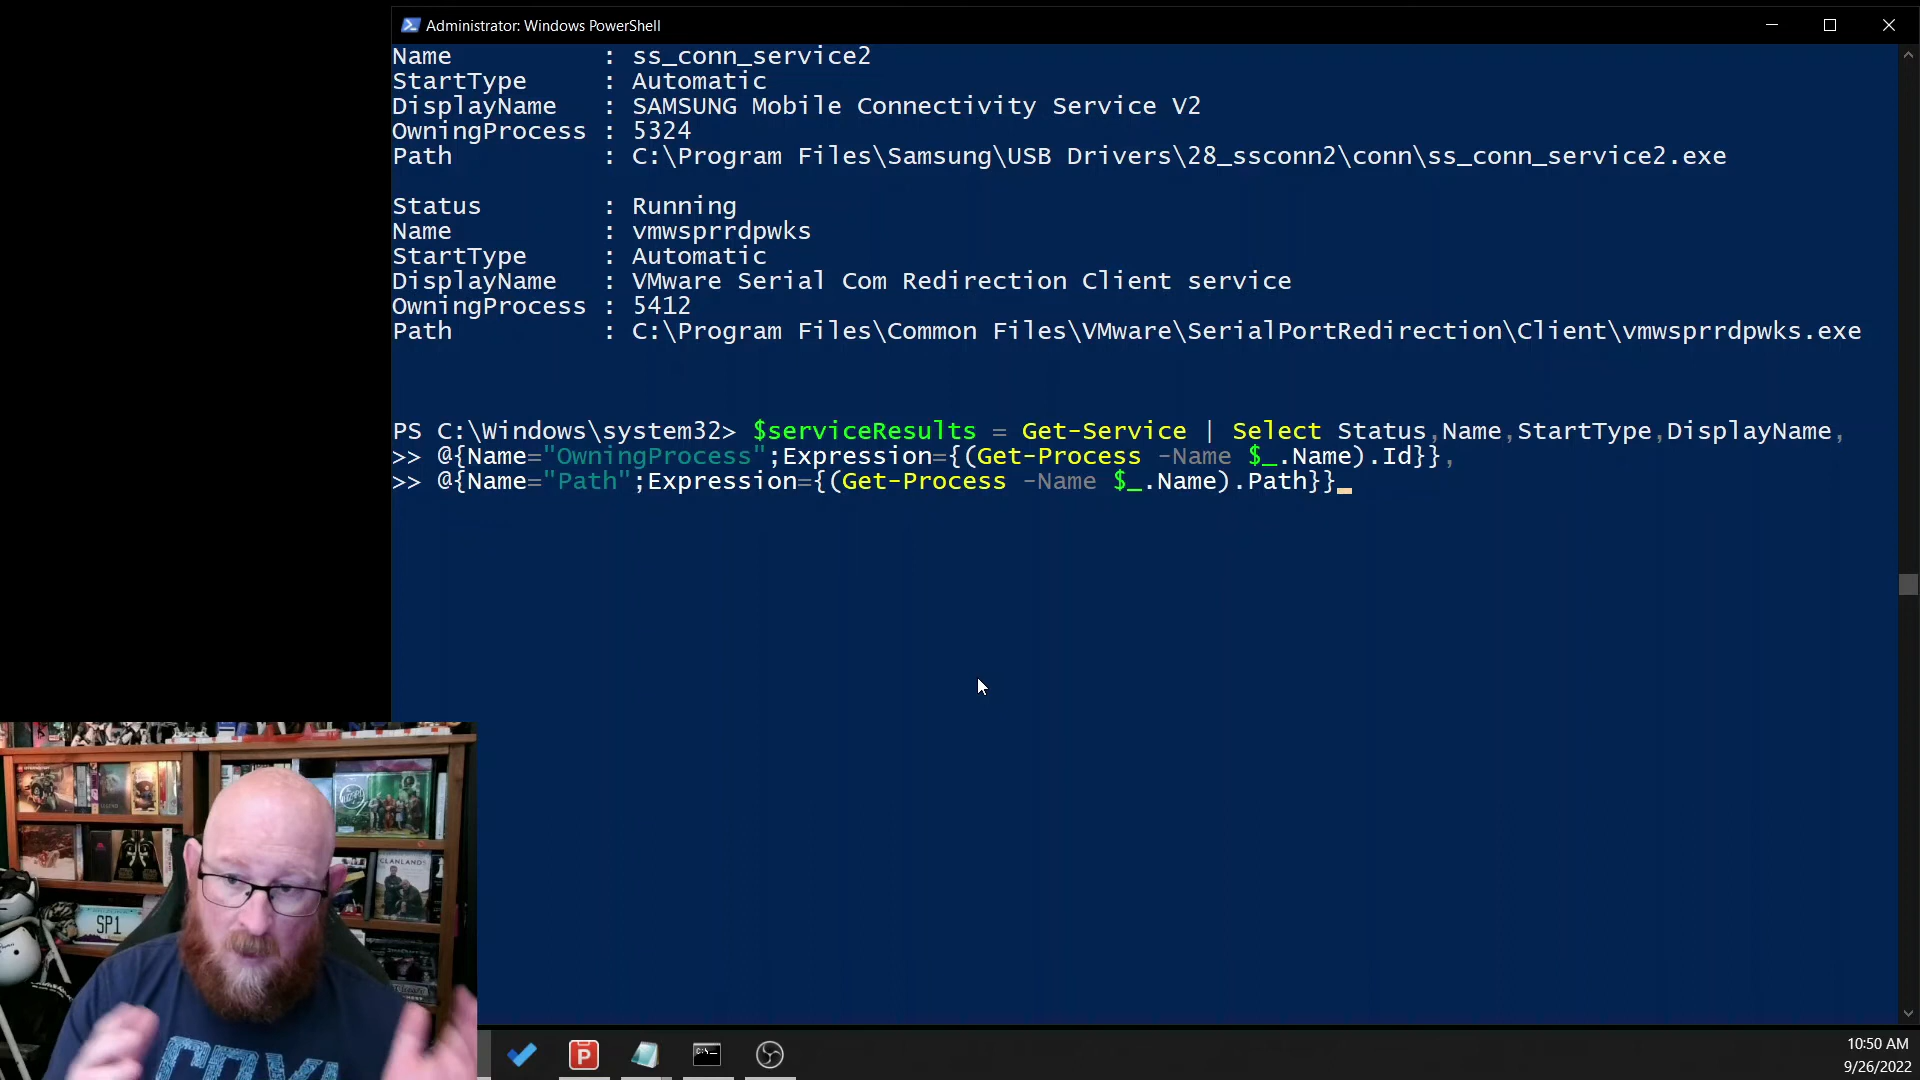 Administrator: Windows PowerShell
Name           : ss_conn_service2
StartType      : Automatic
DisplayName    : SAMSUNG Mobile Connectivity Service V2
OwningProcess : 5324
Path           : C:\Program Files\Samsung\USB Drivers\28_ssconn2\conn\ss_conn_service2.exe
Status         : Running
Name           : vmwsprrdpwks
StartType      : Automatic
DisplayName    : VMware Serial Com Redirection Client service
OwningProcess : 5412
Path           : C:\Program Files\Common Files\VMware\SerialPortRedirection\Client\vmwsprrdpwks.exe
PS C:\Windows\system32> $serviceResults = Get-Service | Select Status,Name,StartType,DisplayName,
>> @{Name="OwningProcess";Expression={(Get-Process -Name $_.Name).Id}},
>> @{Name="Path";Expression={(Get-Process -Name $_.Name).Path}}
CLANLANDS
SP1
P
C:\_
10:50 AM
9/26/2022